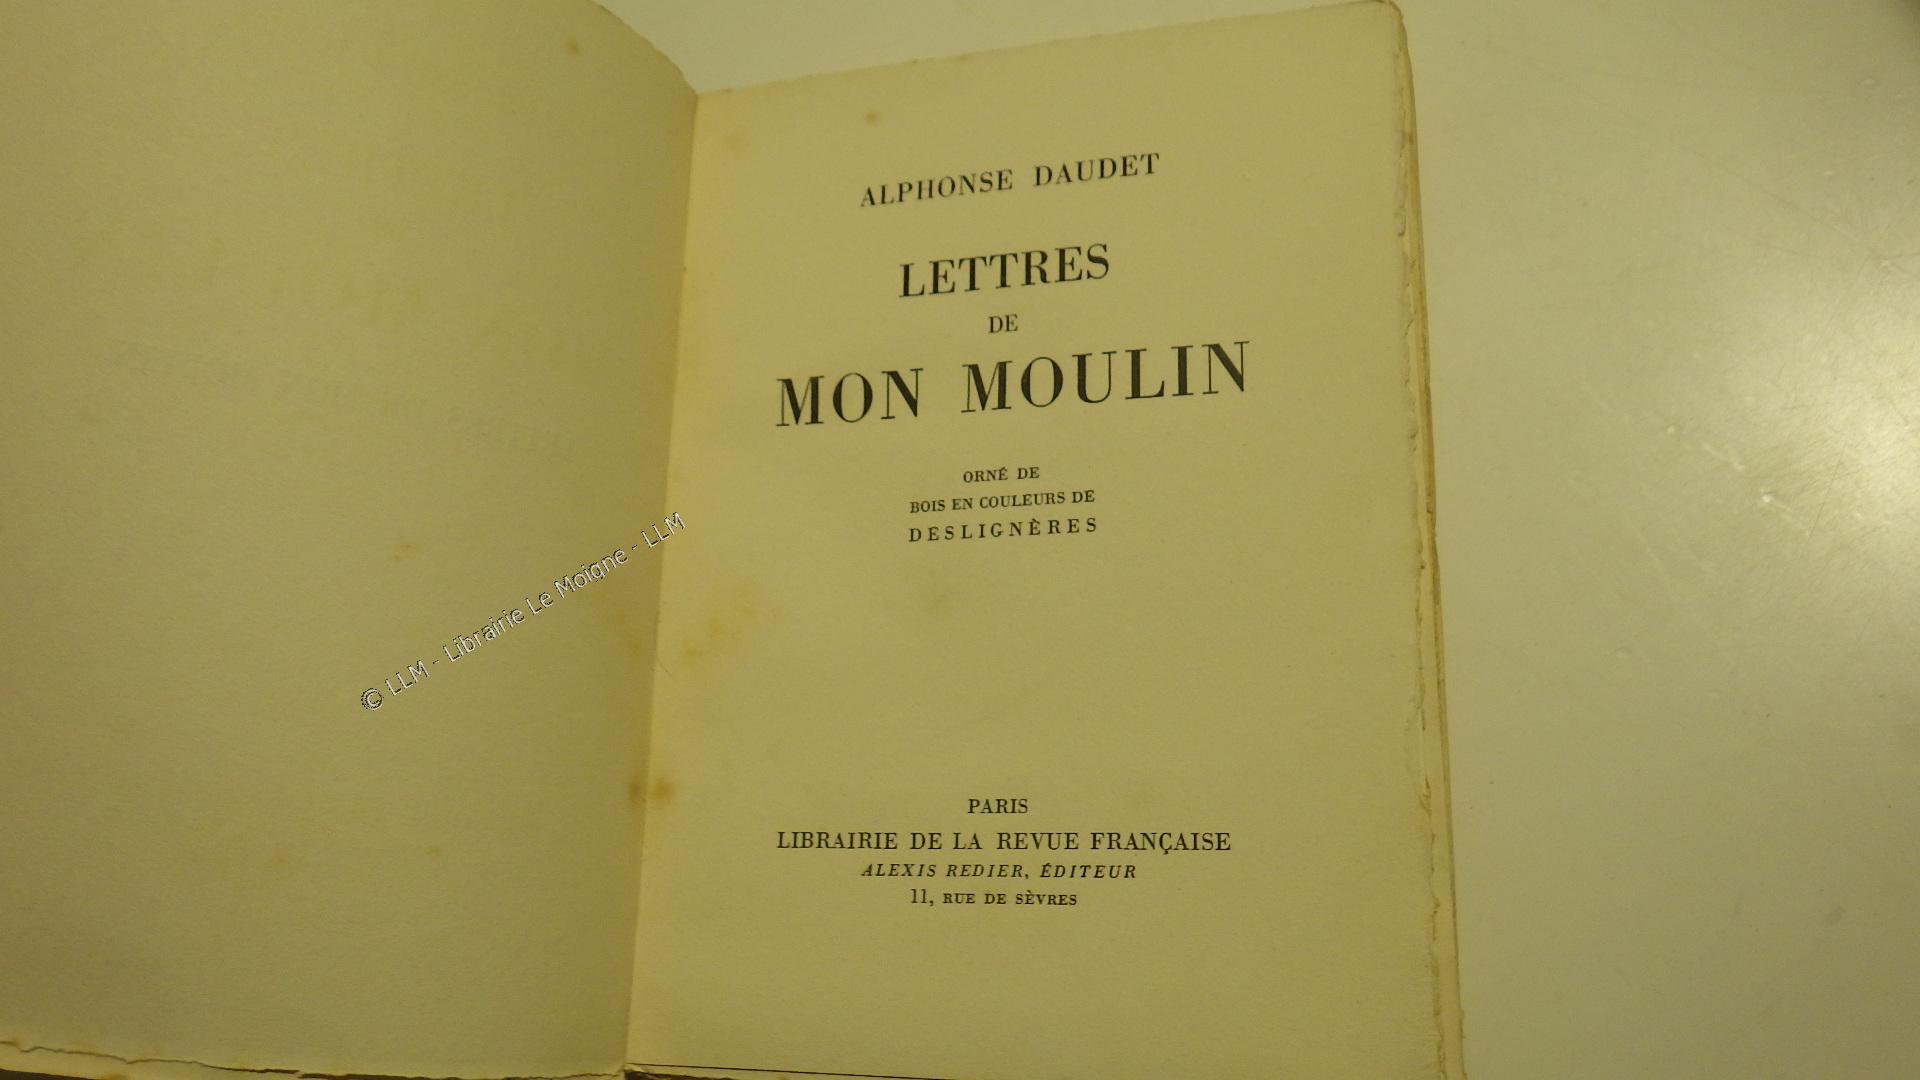 ALPHONSE DAUDET
LETTRES
DE
MON MOULIN
ORNÉ DE
BOIS EN COULEURS DE
DESLIGNÈRES
PARIS
LIBRAIRIE DE LA REVUE FRANÇAISE
ALEXIS REDIER, ÉDITEUR
11, RUE DE SÈVRES
© LLM - Librairie Le Moigne - LLM